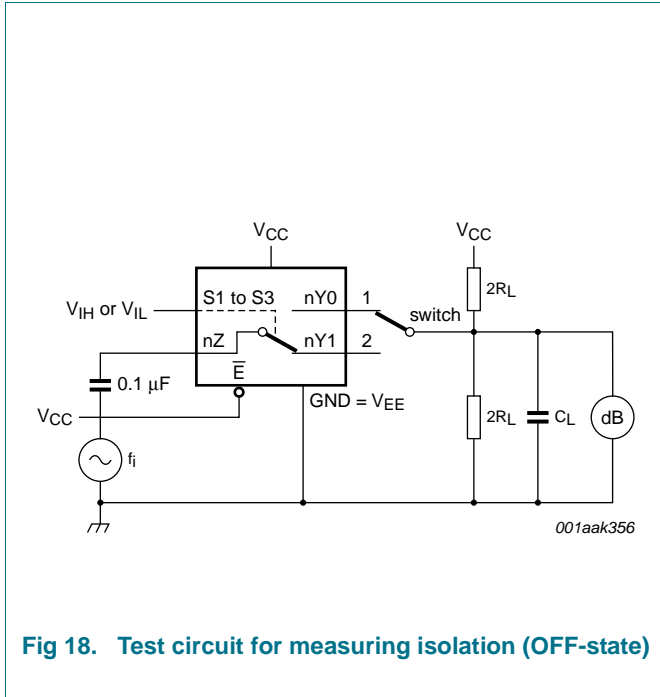 VCC
VCC
S1 to S3
nY0
1
switch
2RL
VIH or VIL
nZ
nY1
2
E
0.1 μF
GND = VEE
2RL
CL
dB
VCC
fi
001aak356
Fig 18. Test circuit for measuring isolation (OFF-state)